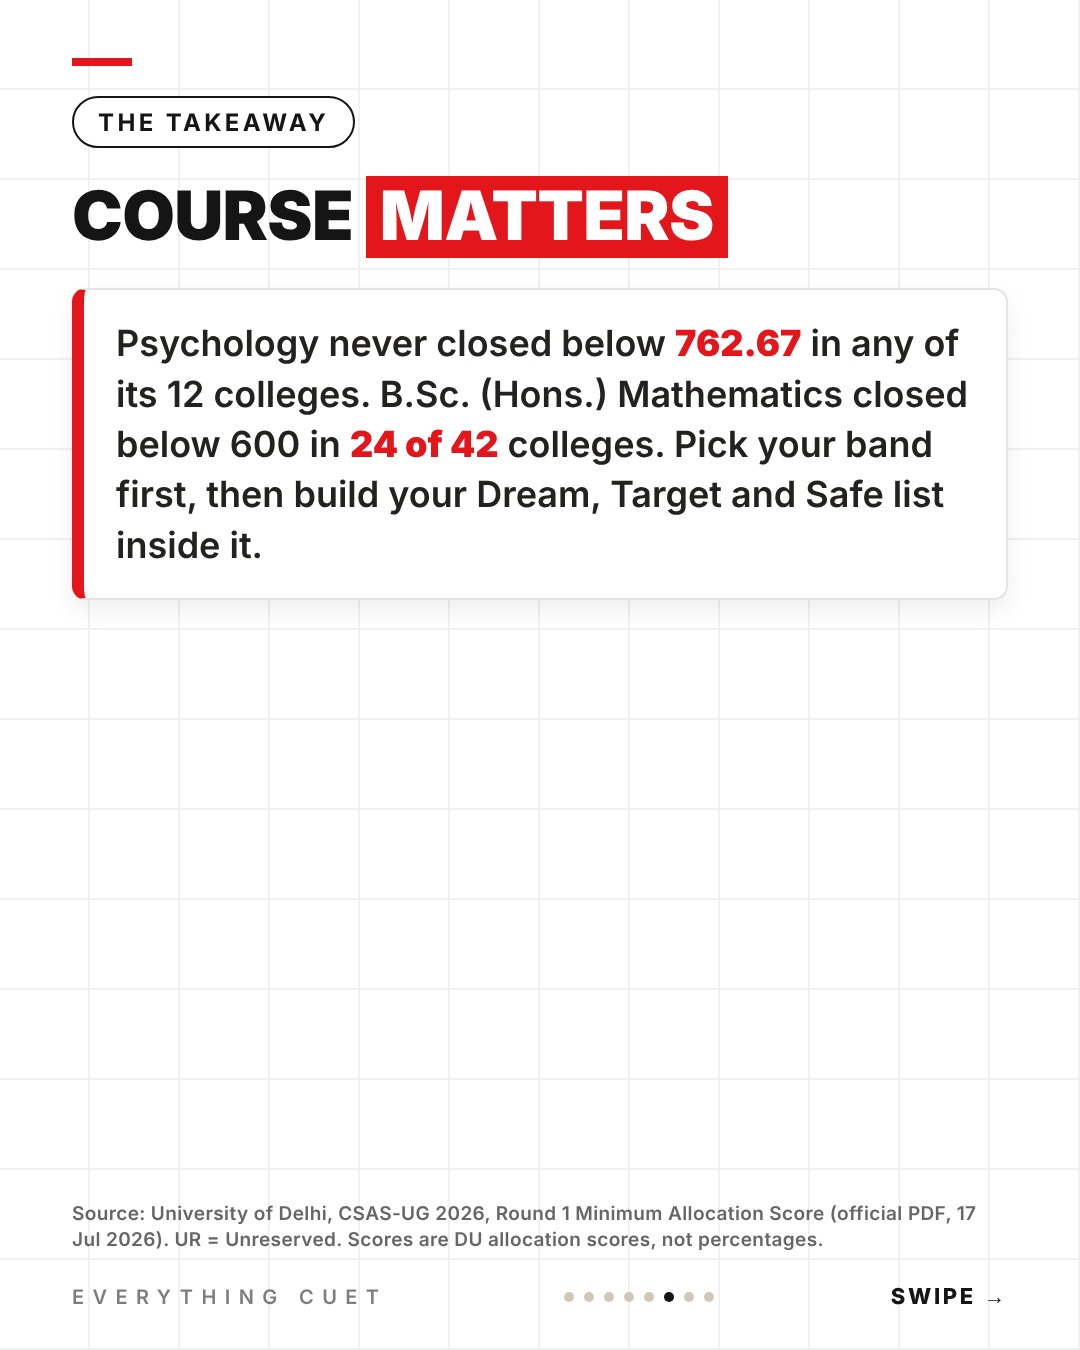 THE TAKEAWAY
COURSE MATTERS
Psychology never closed below 762.67 in any of
its 12 colleges. B.Sc. (Hons.) Mathematics closed
below 600 in 24 of 42 colleges. Pick your band
first, then build your Dream, Target and Safe list
inside it.
Source: University of Delhi, CSAS-UG 2026, Round 1 Minimum Allocation Score (official PDF, 17
Jul 2026). UR = Unreserved. Scores are DU allocation scores, not percentages.
EVERYTHING CUET
SWIPE →